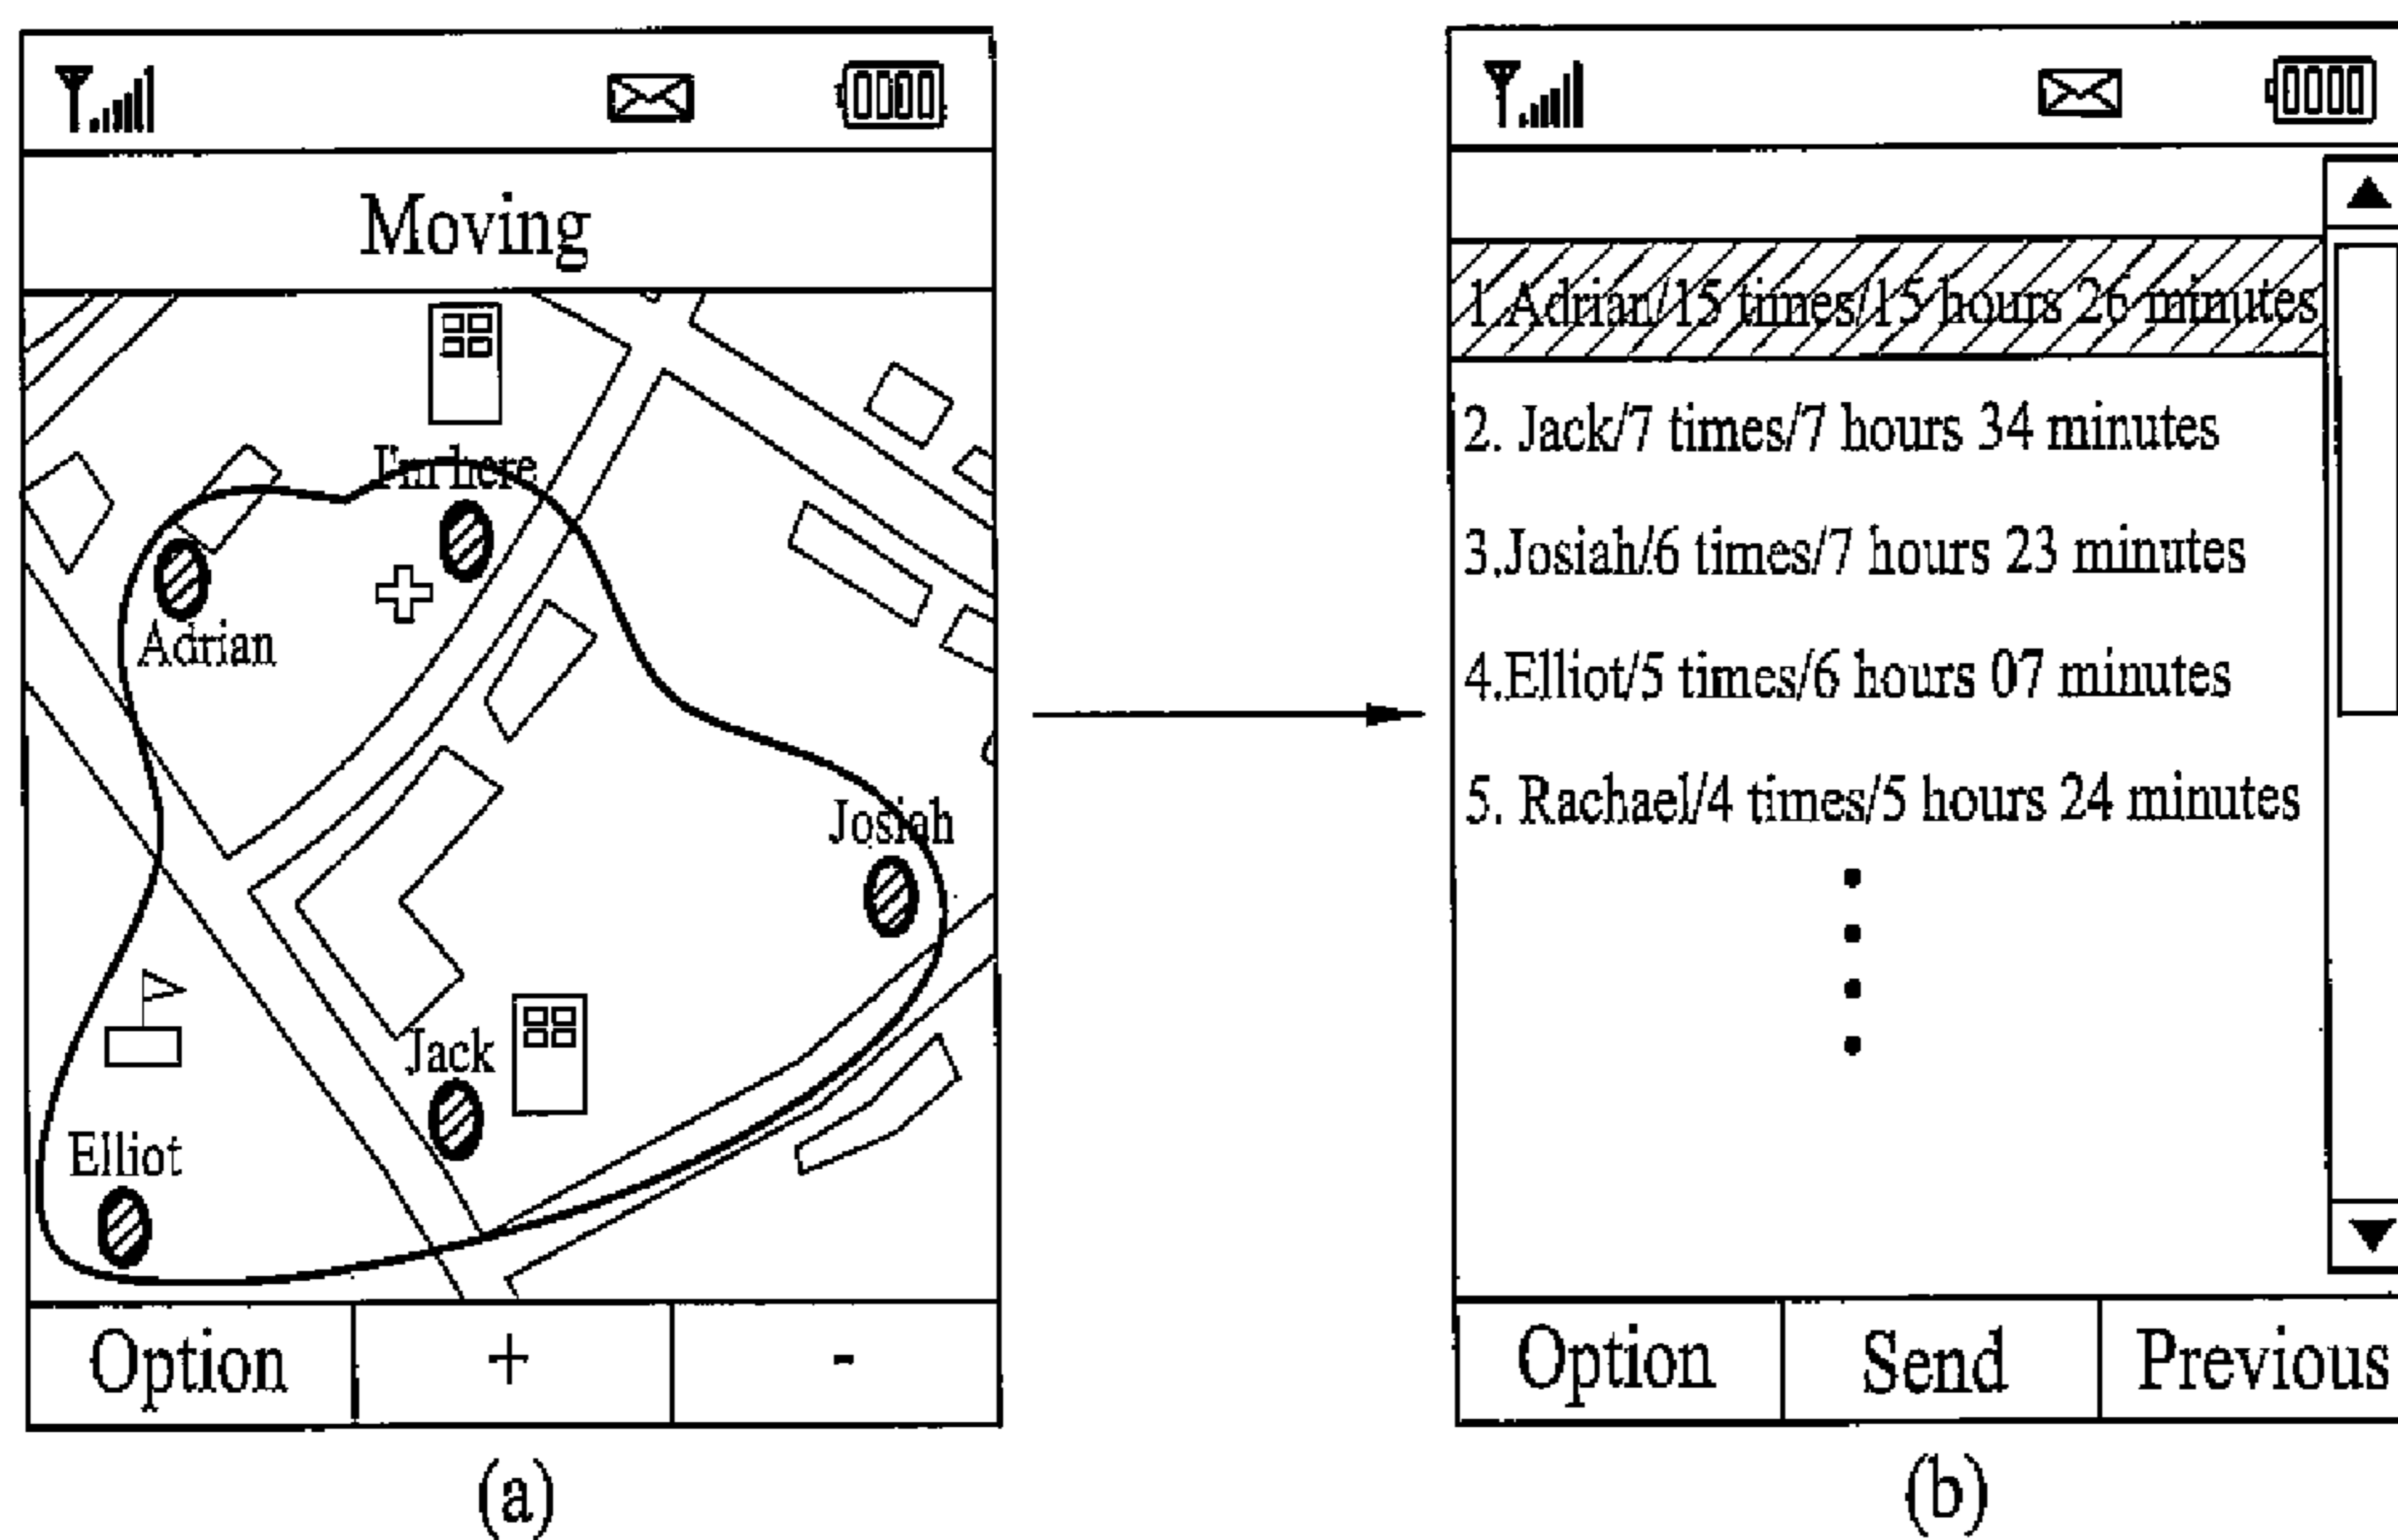 Moving
I'm here
Adrian
Josiah
Jack
Elliot
Option + -
(a)
1.Adrian/15 times/15 hours 26 minutes
2. Jack/7 times/7 hours 34 minutes
3.Josiah/6 times/7 hours 23 minutes
4.Elliot/5 times/6 hours 07 minutes
5. Rachael/4 times/5 hours 24 minutes
Option Send Previous
(b)